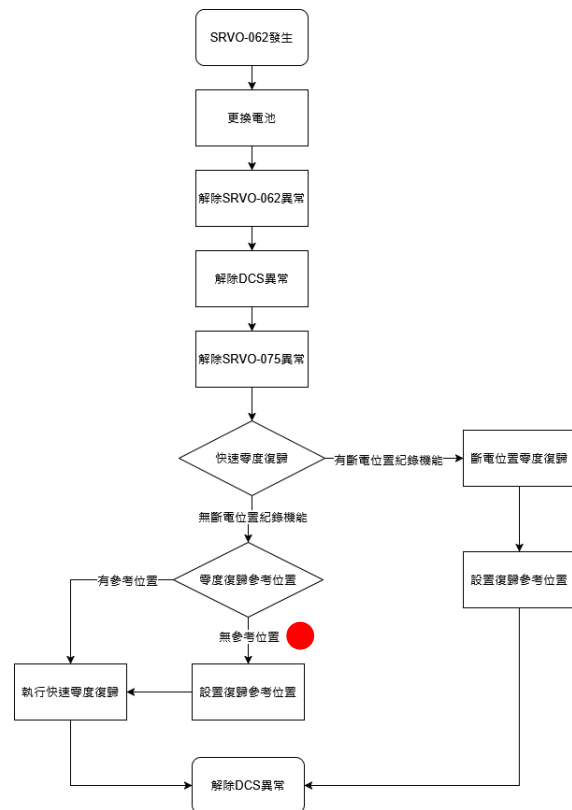 SRVO-062發生
更換電池
解除SRVO-062異常
解除DCS異常
解除SRVO-075異常
快速零度復歸
有斷電位置紀錄機能
斷電位置零度復歸
無斷電位置紀錄機能
有參考位置
零度復歸參考位置
設置復歸參考位置
無參考位置
執行快速零度復歸
設置復歸參考位置
解除DCS異常